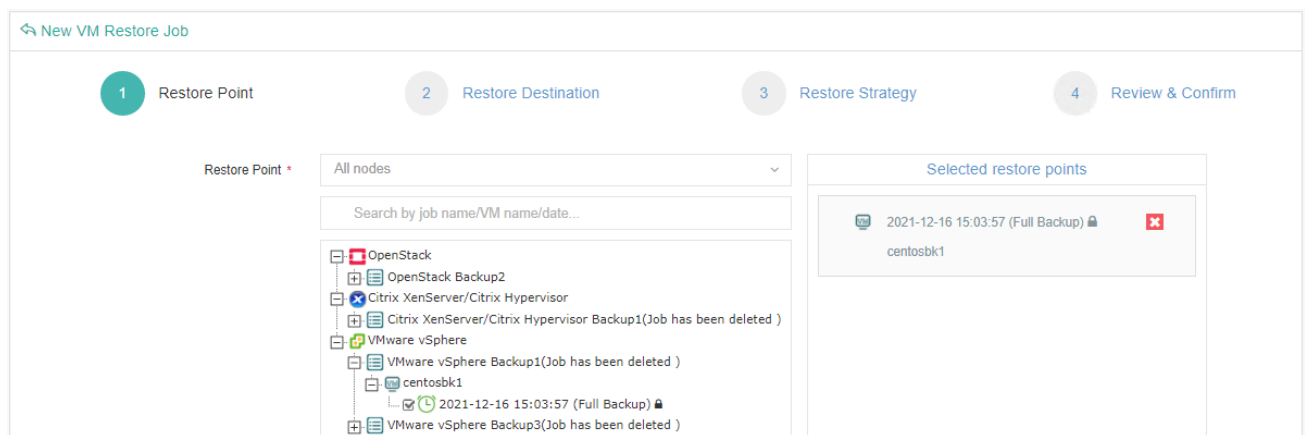 New VM Restore Job
1 Restore Point 2 Restore Destination 3 Restore Strategy 4 Review & Confirm
Restore Point * All nodes
Search by job name/VM name/date...
OpenStack
OpenStack Backup2
Citrix XenServer/Citrix Hypervisor
Citrix XenServer/Citrix Hypervisor Backup1(Job has been deleted )
VMware vSphere
VMware vSphere Backup1(Job has been deleted )
centosbk1
2021-12-16 15:03:57 (Full Backup)
VMware vSphere Backup3(Job has been deleted )
Selected restore points
2021-12-16 15:03:57 (Full Backup)
centosbk1